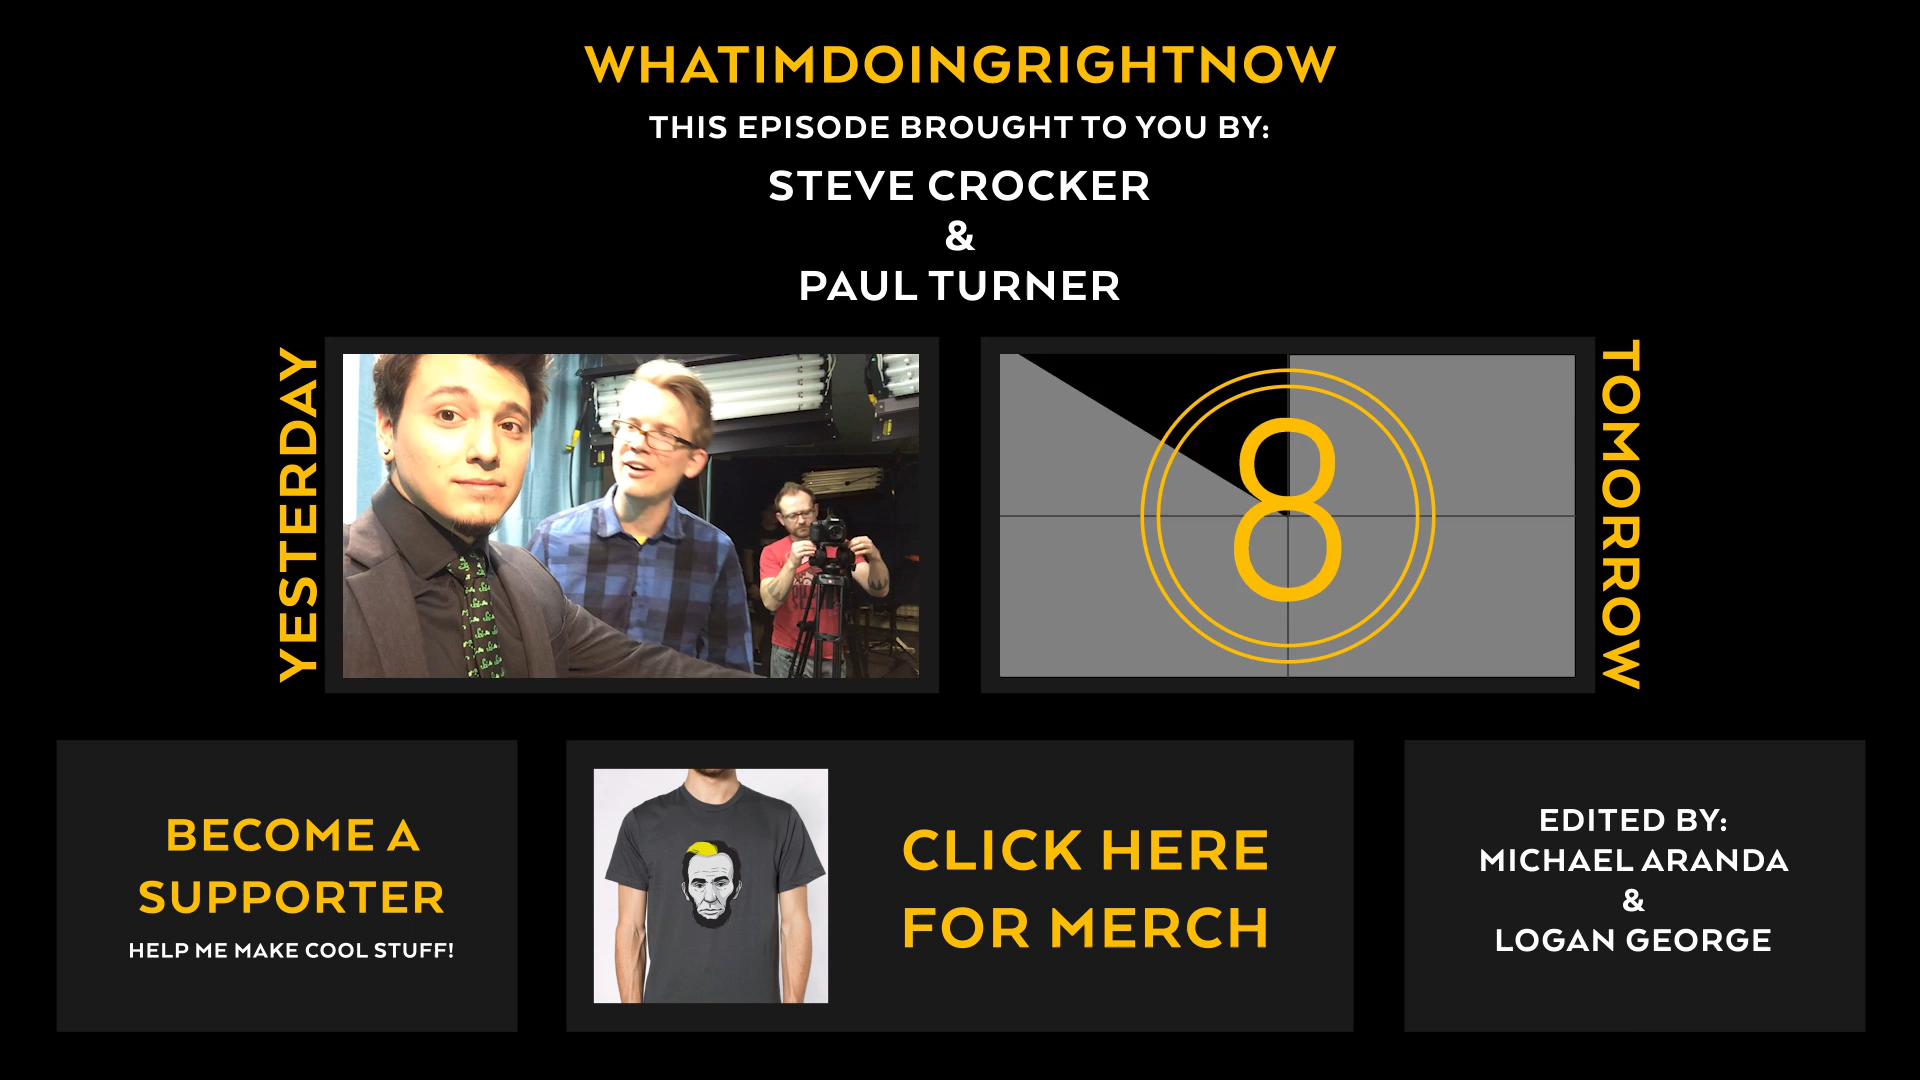 WHATIMDOINGRIGHTNOW
THIS EPISODE BROUGHT TO YOU BY:
STEVE CROCKER
&
PAUL TURNER
YESTERDAY
8
TOMORROW
BECOME A
SUPPORTER
HELP ME MAKE COOL STUFF!
CLICK HERE
FOR MERCH
EDITED BY:
MICHAEL ARANDA
&
LOGAN GEORGE